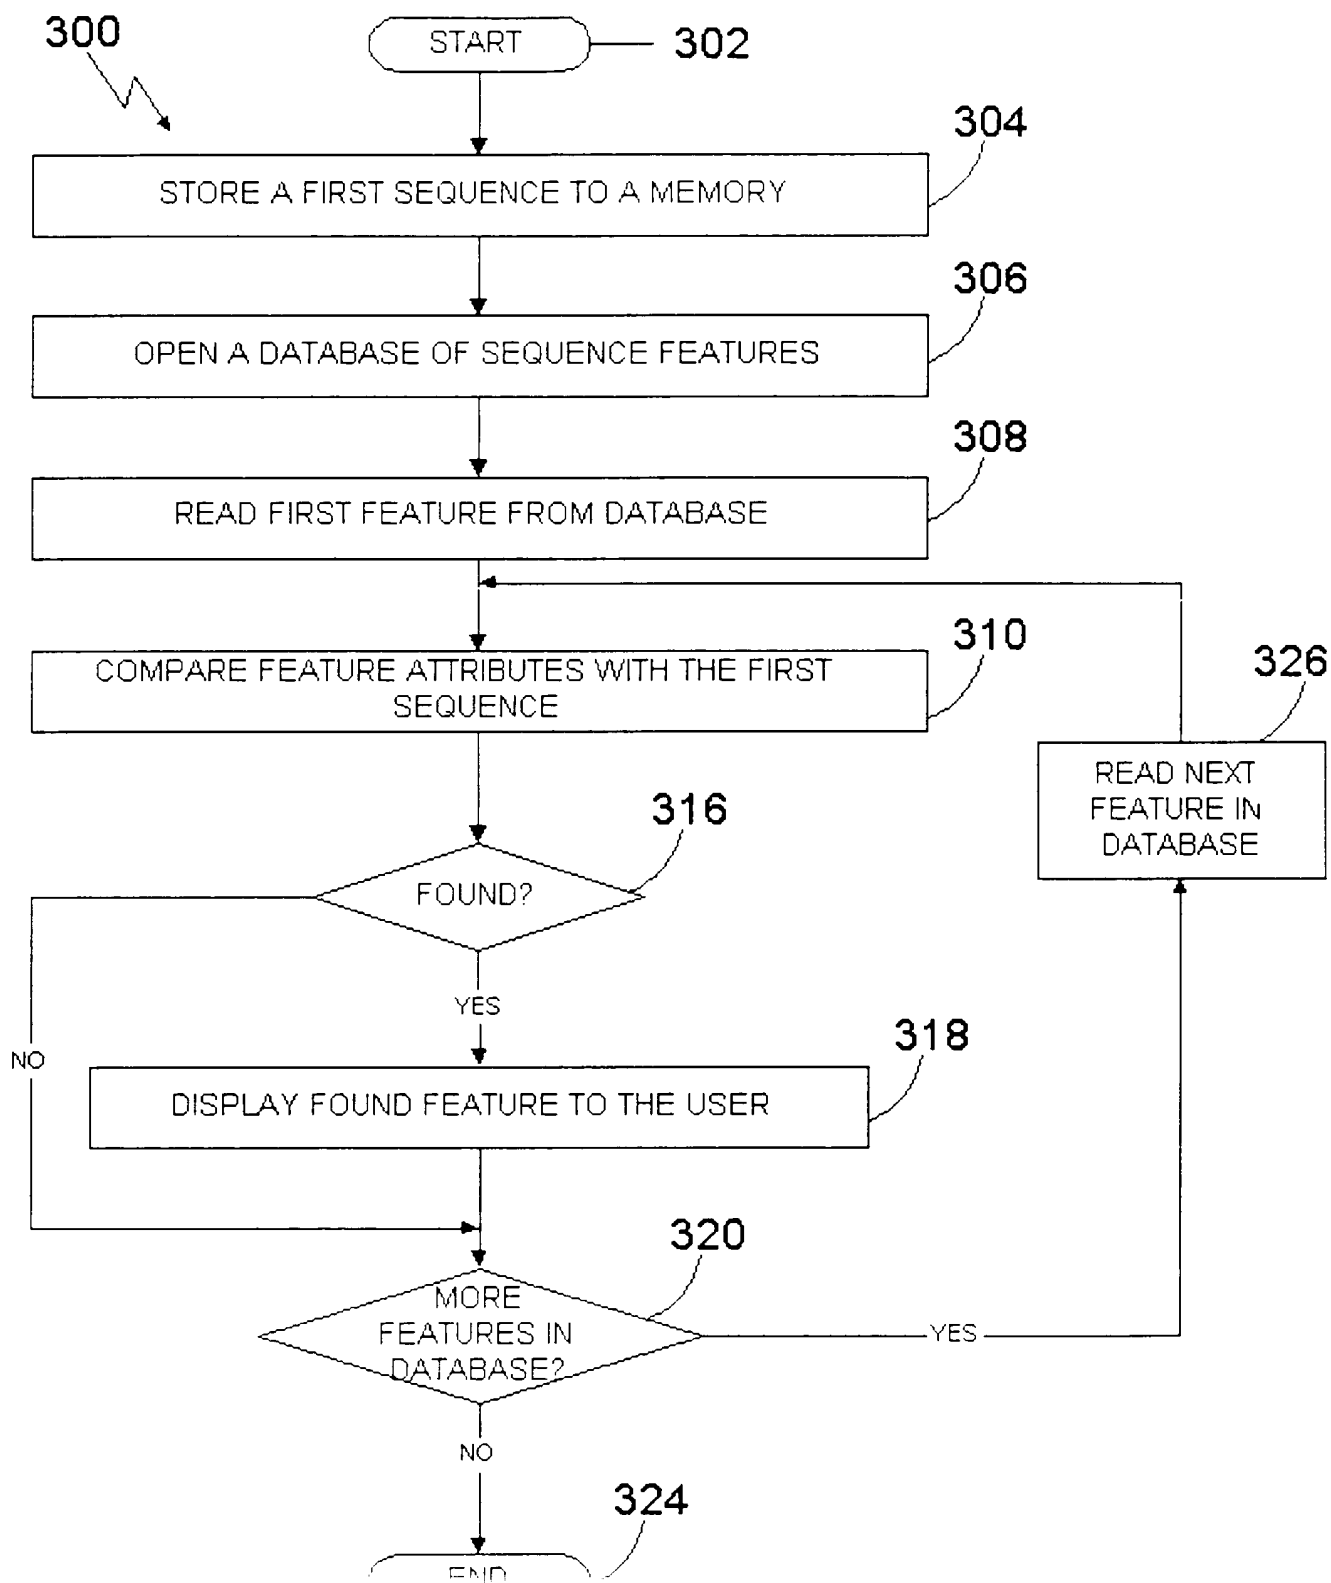 300
START
302
304
STORE A FIRST SEQUENCE TO A MEMORY
306
OPEN A DATABASE OF SEQUENCE FEATURES
308
READ FIRST FEATURE FROM DATABASE
310
COMPARE FEATURE ATTRIBUTES WITH THE FIRST
SEQUENCE
326
READ NEXT
FEATURE IN
DATABASE
316
FOUND?
YES
NO
318
DISPLAY FOUND FEATURE TO THE USER
320
MORE
FEATURES IN
DATABASE?
YES
NO
324
END